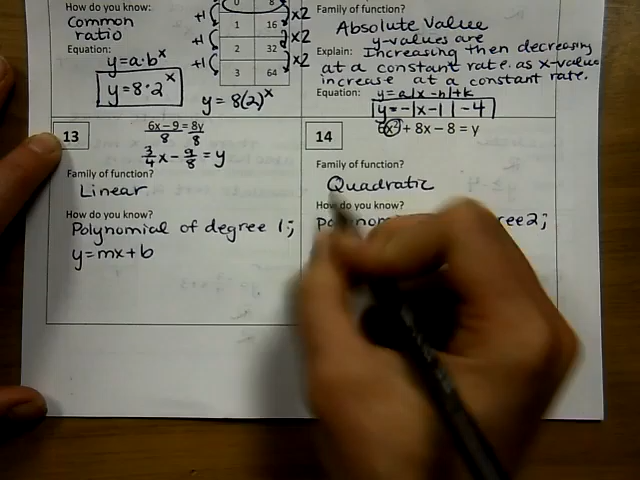 How do you know:
Common
ratio
Equation:
y=a·b^x
y=8·2^x
+1
+1
+1
0 8
1 16
2 32
3 64
×2
×2
×2
y=8(2)^x
Family of function?
Absolute Value
y-values are
Explain: Increasing then decreasing
at a constant rate. as x-values
increase at a constant rate.
Equation: y=a|x-h|+k
y=-|x-1|-4
13
6x-9=8y
8 8
3/4x-9/8=y
Family of function?
Linear
How do you know?
Polynomial of degree 1;
y=mx+b
14
6x²+8x-8=y
Family of function?
Quadratic
How do you know?
2;